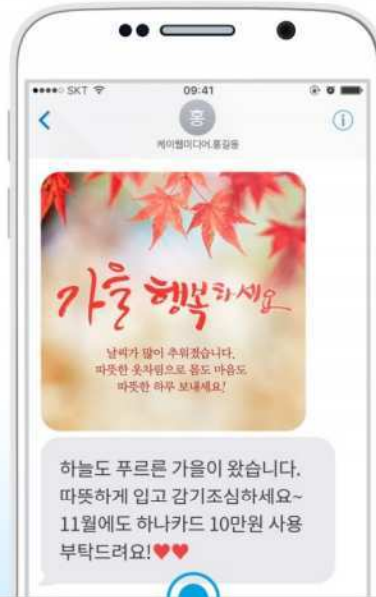 SKT 09:41
홍
케이웹미디어.홍길동
가을 행복하세요
날씨가 많이 추워졌습니다.
따뜻한 옷차림으로 몸도 마음도
따뜻한 하루 보내세요!
하늘도 푸르른 가을이 왔습니다.
따뜻하게 입고 감기조심하세요~
11월에도 하나카드 10만원 사용
부탁드려요!♥♥